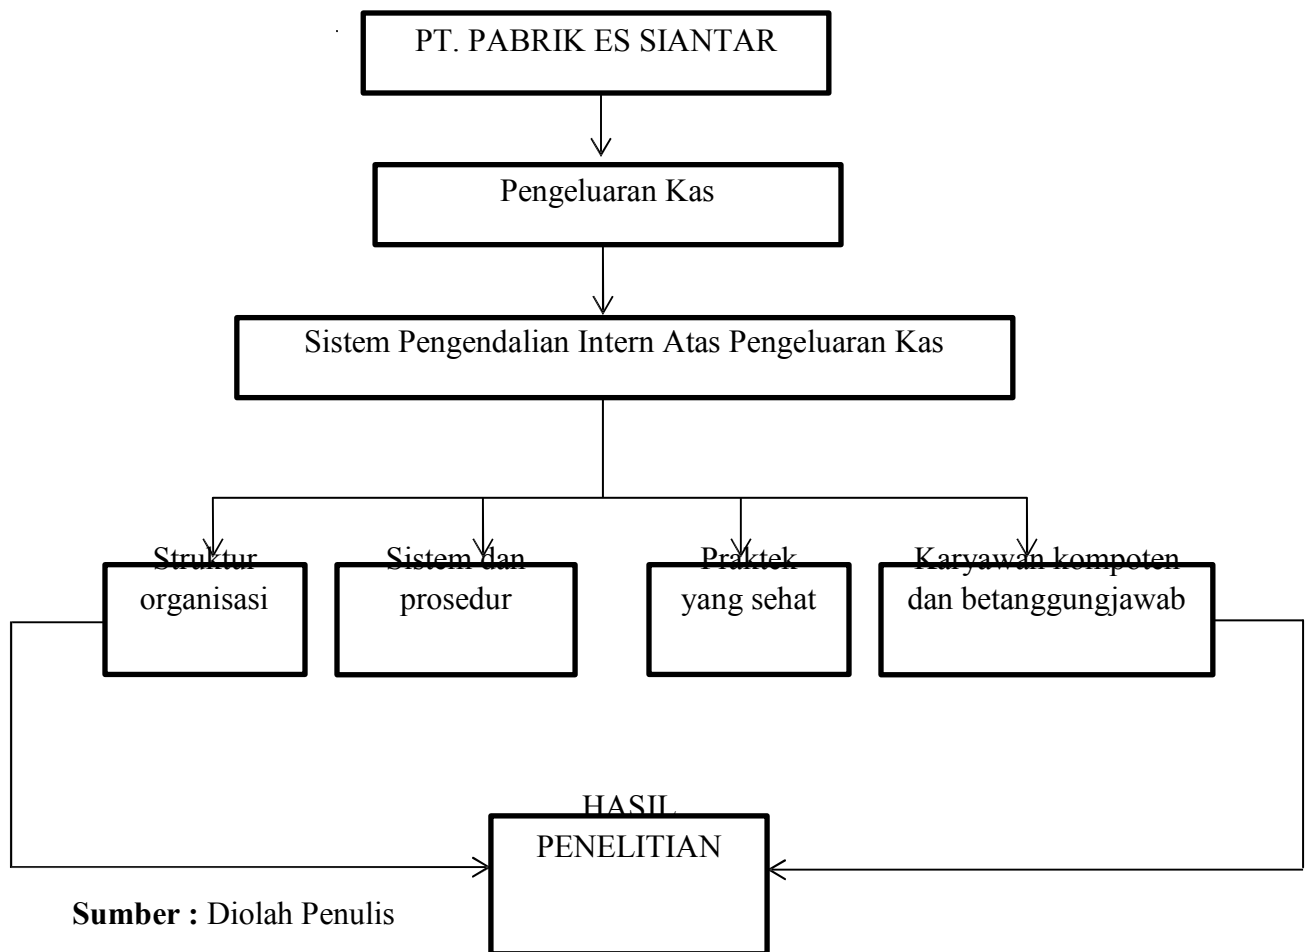 PT. PABRIK ES SIANTAR
Pengeluaran Kas
Sistem Pengendalian Intern Atas Pengeluaran Kas
Struktur
organisasi
Sistem dan
prosedur
Praktek
yang sehat
Karyawan kompoten
dan betanggungjawab
HASIL
PENELITIAN
Sumber : Diolah Penulis